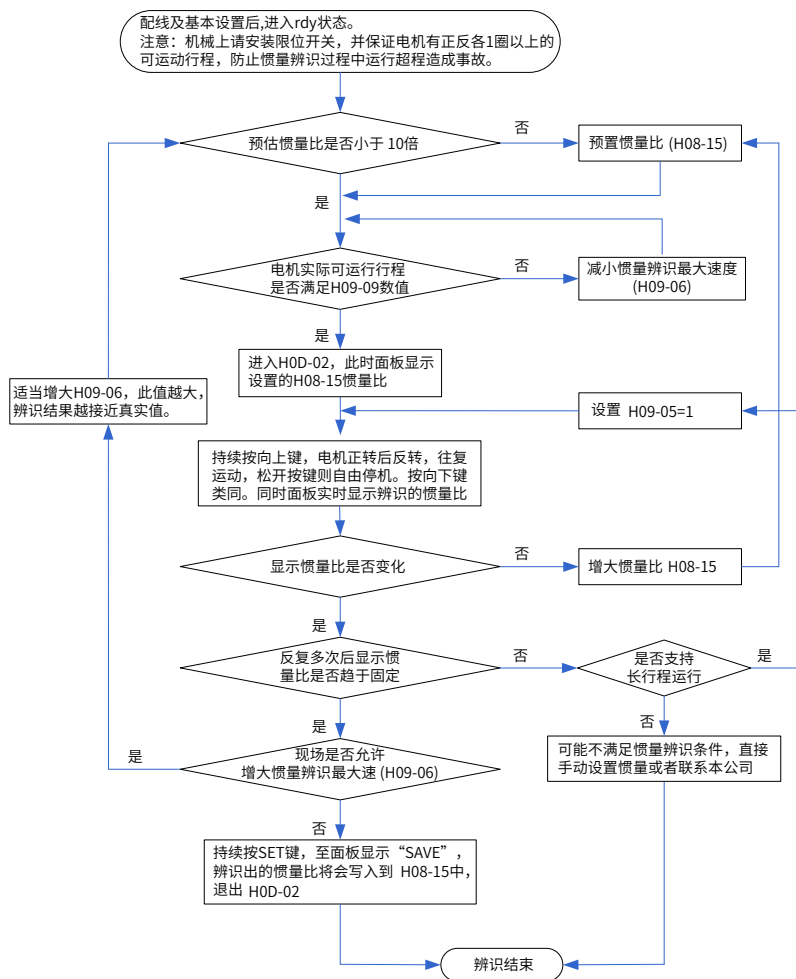 配线及基本设置后,进入rdy状态。
注意：机械上请安装限位开关，并保证电机有正反各1圈以上的
可运动行程，防止惯量辨识过程中运行超程造成事故。
预估惯量比是否小于 10倍
否
预置惯量比 (H08-15)
是
电机实际可运行行程
是否满足H09-09数值
否
减小惯量辨识最大速度
(H09-06)
是
进入H0D-02，此时面板显示
设置的H08-15惯量比
适当增大H09-06，此值越大，
辨识结果越接近真实值。
设置 H09-05=1
持续按向上键，电机正转后反转，往复
运动，松开按键则自由停机。按向下键
类同。同时面板实时显示辨识的惯量比
显示惯量比是否变化
否
增大惯量比 H08-15
是
反复多次后显示惯
量比是否趋于固定
否
是否支持
长行程运行
是
是
否
现场是否允许
增大惯量辨识最大速 (H09-06)
是
可能不满足惯量辨识条件，直接
手动设置惯量或者联系本公司
否
持续按SET键，至面板显示“SAVE”，
辨识出的惯量比将会写入到 H08-15中，
退出 H0D-02
辨识结束